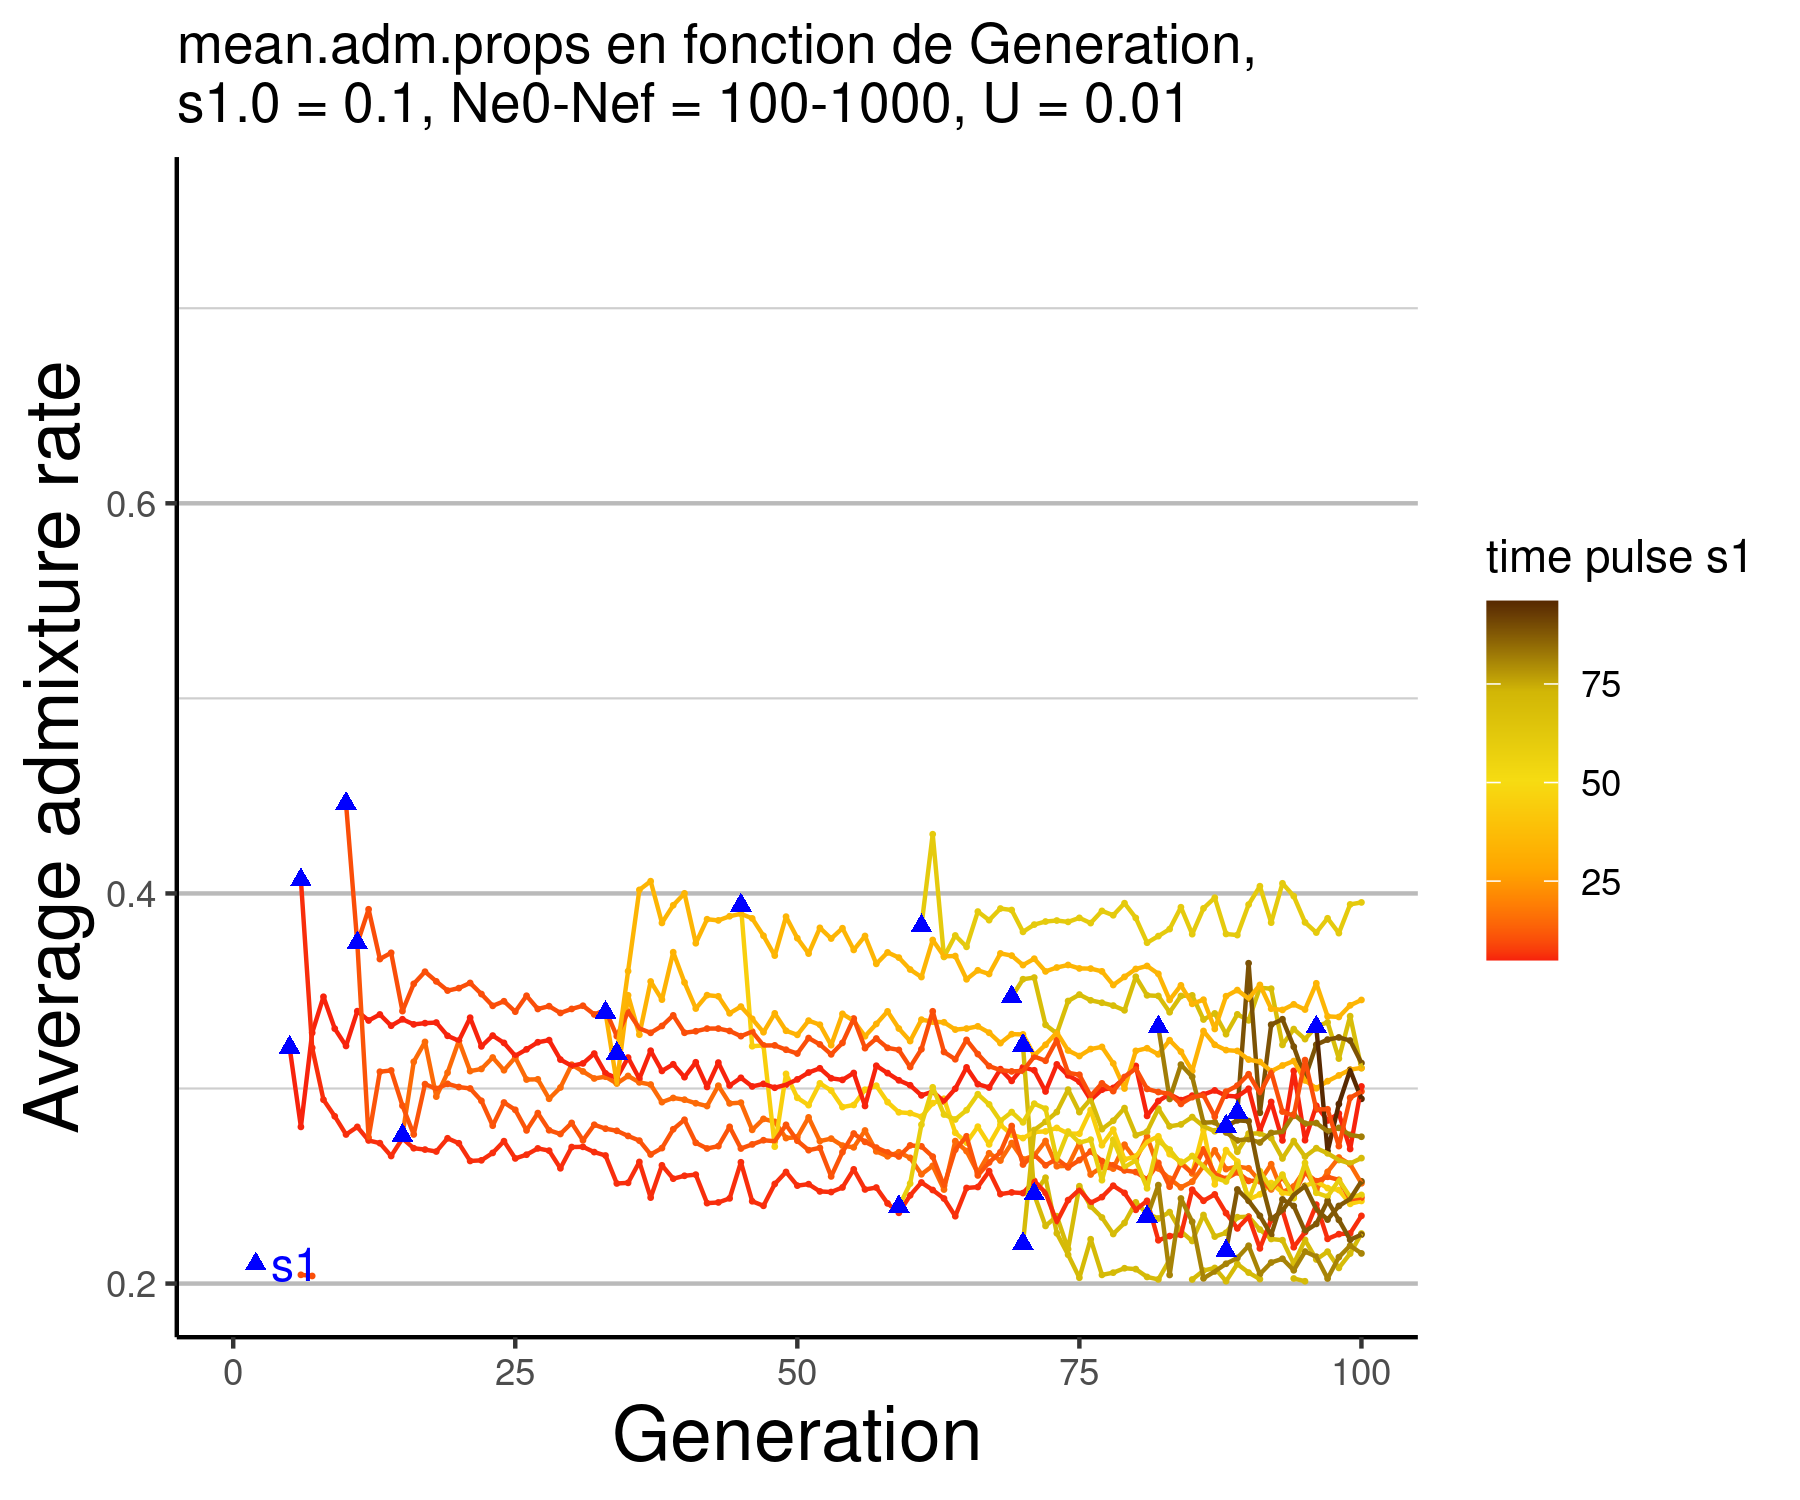 mean.adm.props en fonction de Generation,
s1.0 = 0.1, Ne0-Nef = 100-1000, U = 0.01
Average admixture rate
0.6
0.4
0.2
s1
0
25
50
75
100
Generation
time pulse s1
75
50
25